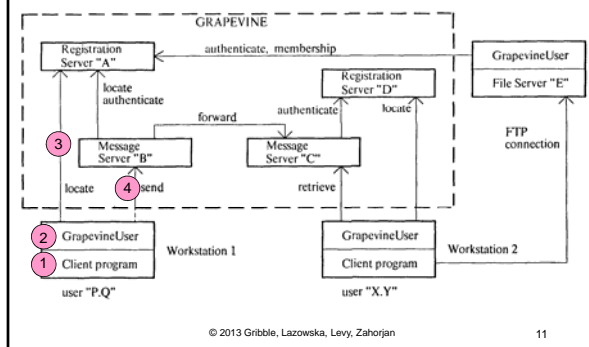 GRAPEVINE
Registration
Server "A"
authenticate, membership
GrapevineUser
File Server "E"
Registration
Server "D"
locate
authenticate
authenticate
locate
forward
FTP
connection
3
Message
Server "B"
Message
Server "C"
locate
4
send
retrieve
2
GrapevineUser
Workstation 1
GrapevineUser
Workstation 2
1
Client program
Client program
user "P.Q"
user "X.Y"
© 2013 Gribble, Lazowska, Levy, Zahorjan
11